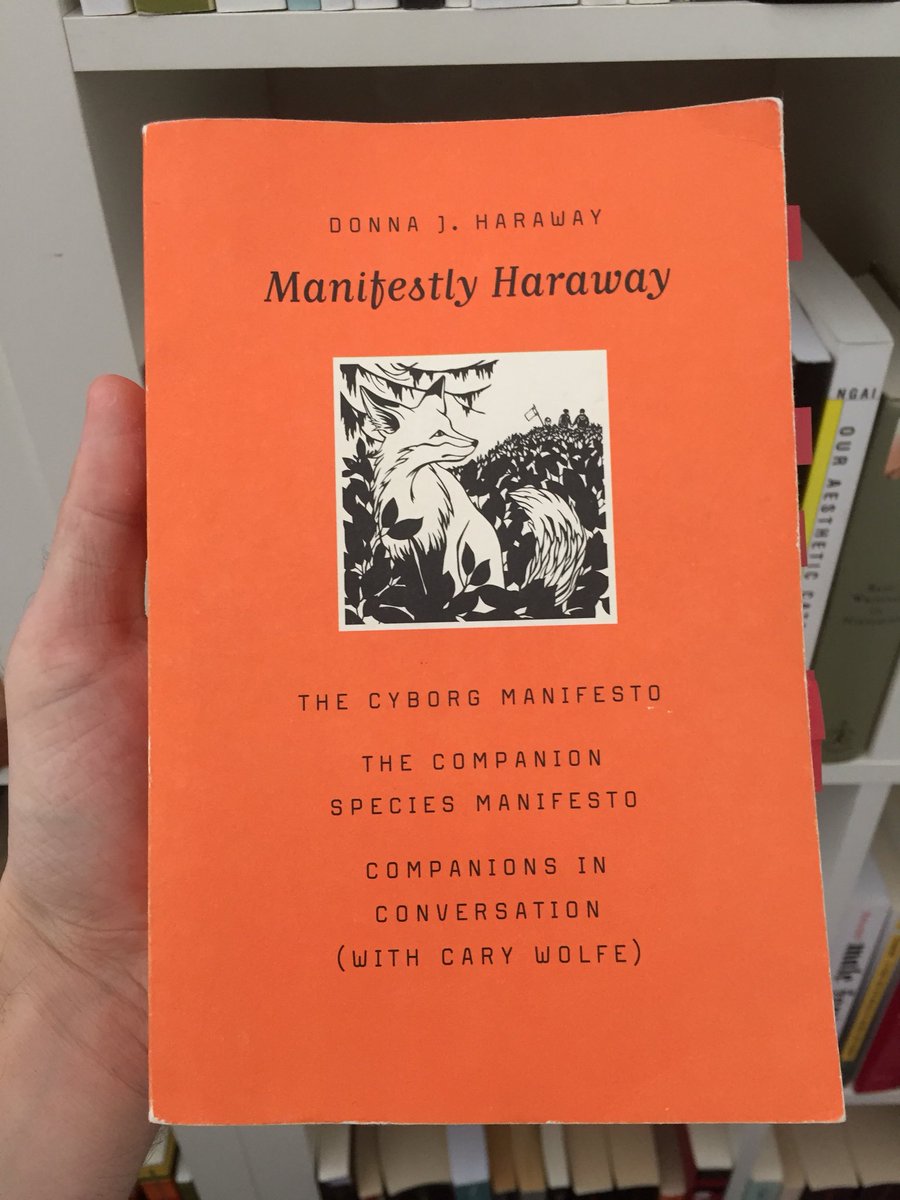 DONNA J. HARAWAY
Manifestly Haraway
THE CYBORG MANIFESTO
THE COMPANION
SPECIES MANIFESTO
COMPANIONS IN
CONVERSATION
(WITH CARY WOLFE)
NGAI
OUR AESTHETIC